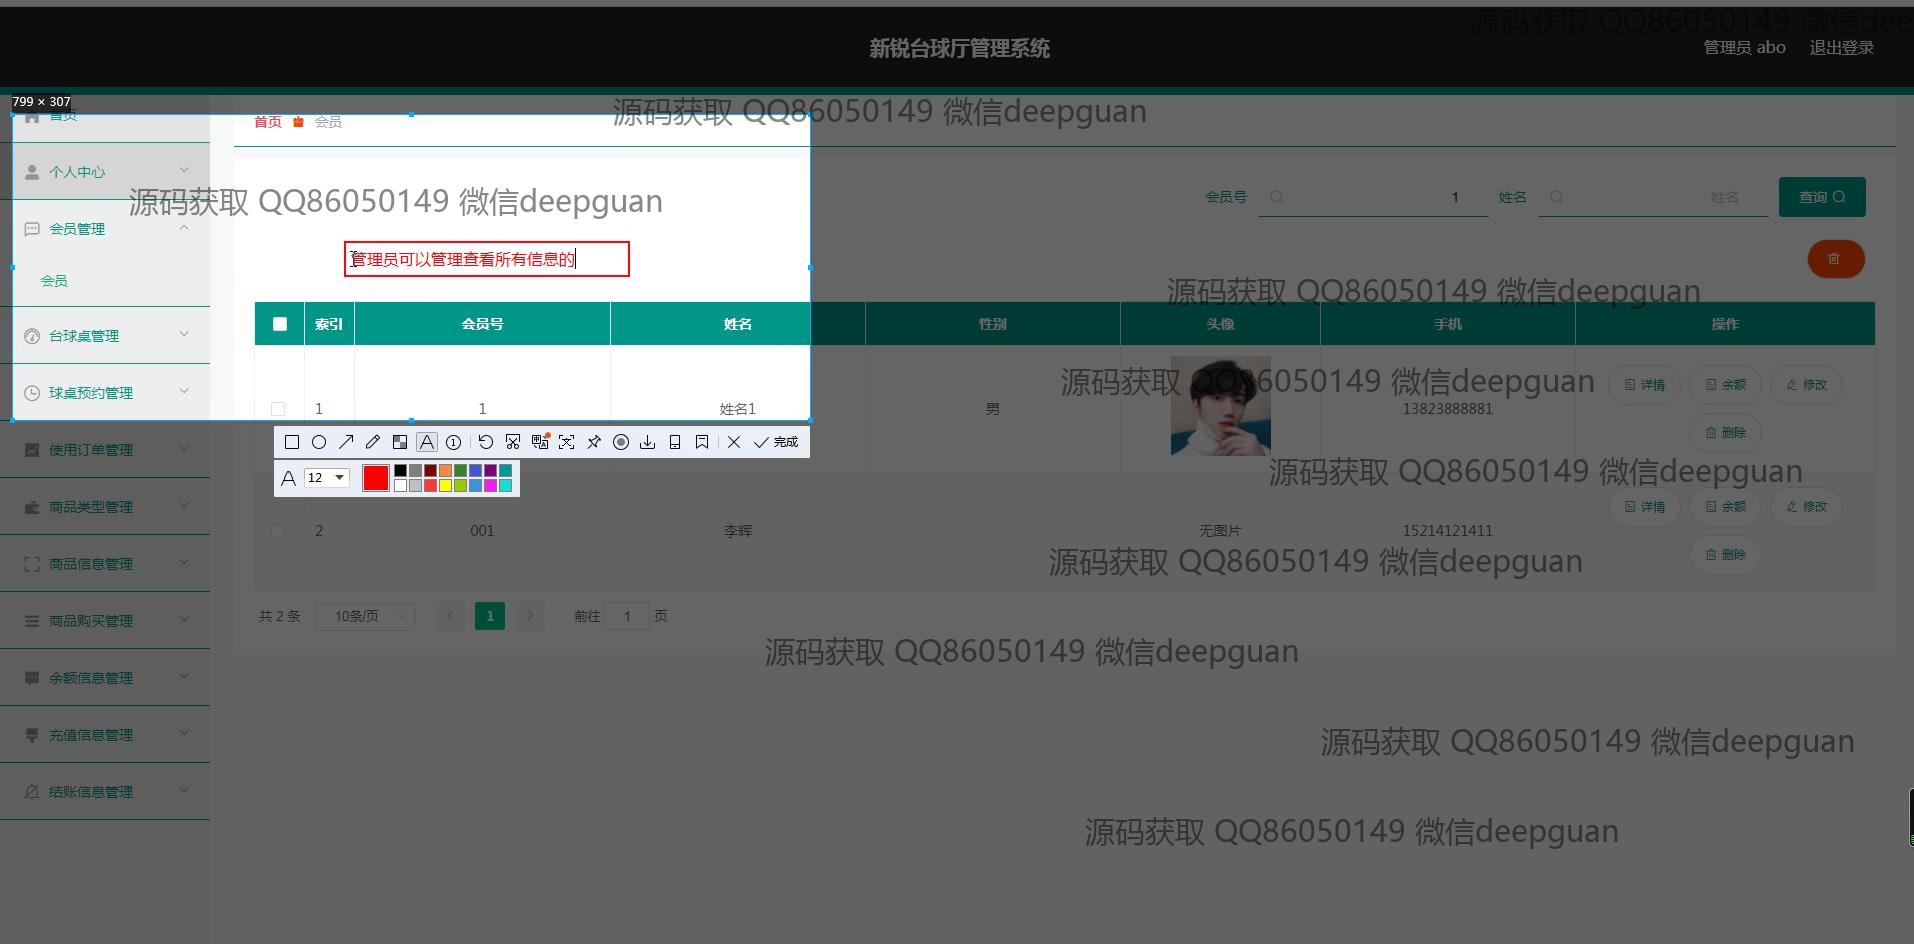 源码获取 QQ86050149 微信deepguan
新锐台球厅管理系统
管理员 abo
退出登录
799 × 307
首页
首页
会员
源码获取 QQ86050149 微信deepguan
个人中心
源码获取 QQ86050149 微信deepguan
会员号
1
姓名
姓名
查询
会员管理
管理员可以管理查看所有信息的
会员
源码获取 QQ86050149 微信deepguan
索引 会员号 姓名 性别 头像 手机 操作
台球桌管理
源码获取 QQ86050149 微信deepguan
球桌预约管理
1 1 姓名1 男 13823888881 详情 余额 修改
删除
完成
使用订单管理
源码获取 QQ86050149 微信deepguan
A 12
商品类型管理
2 001 李辉 无图片 15214121411 详情 余额 修改
删除
商品信息管理
源码获取 QQ86050149 微信deepguan
商品购买管理
共 2 条 10条/页 1 前往 1 页
源码获取 QQ86050149 微信deepguan
余额信息管理
充值信息管理
源码获取 QQ86050149 微信deepguan
结账信息管理
源码获取 QQ86050149 微信deepguan